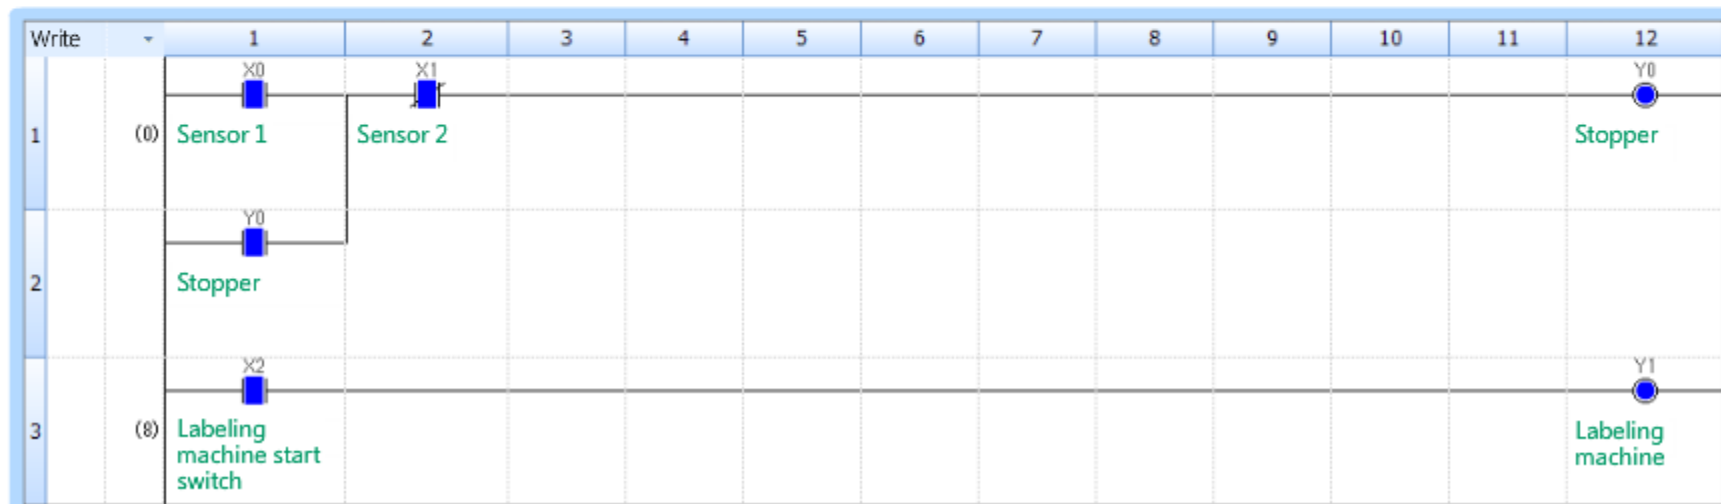 Write 1 2 3 4 5 6 7 8 9 10 11 12
X0 X1 Y0
1 (0) Sensor 1 Sensor 2 Stopper
Y0
2 Stopper
X2 Y1
3 (8) Labeling machine start switch Labeling machine